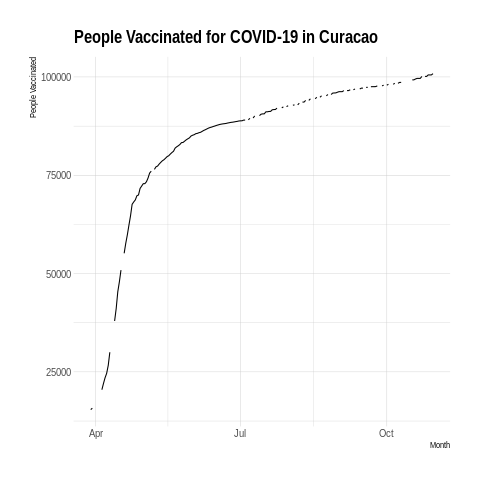 People Vaccinated for COVID-19 in Curacao
People Vaccinated
100000
75000
50000
25000
Apr
Jul
Oct
Month